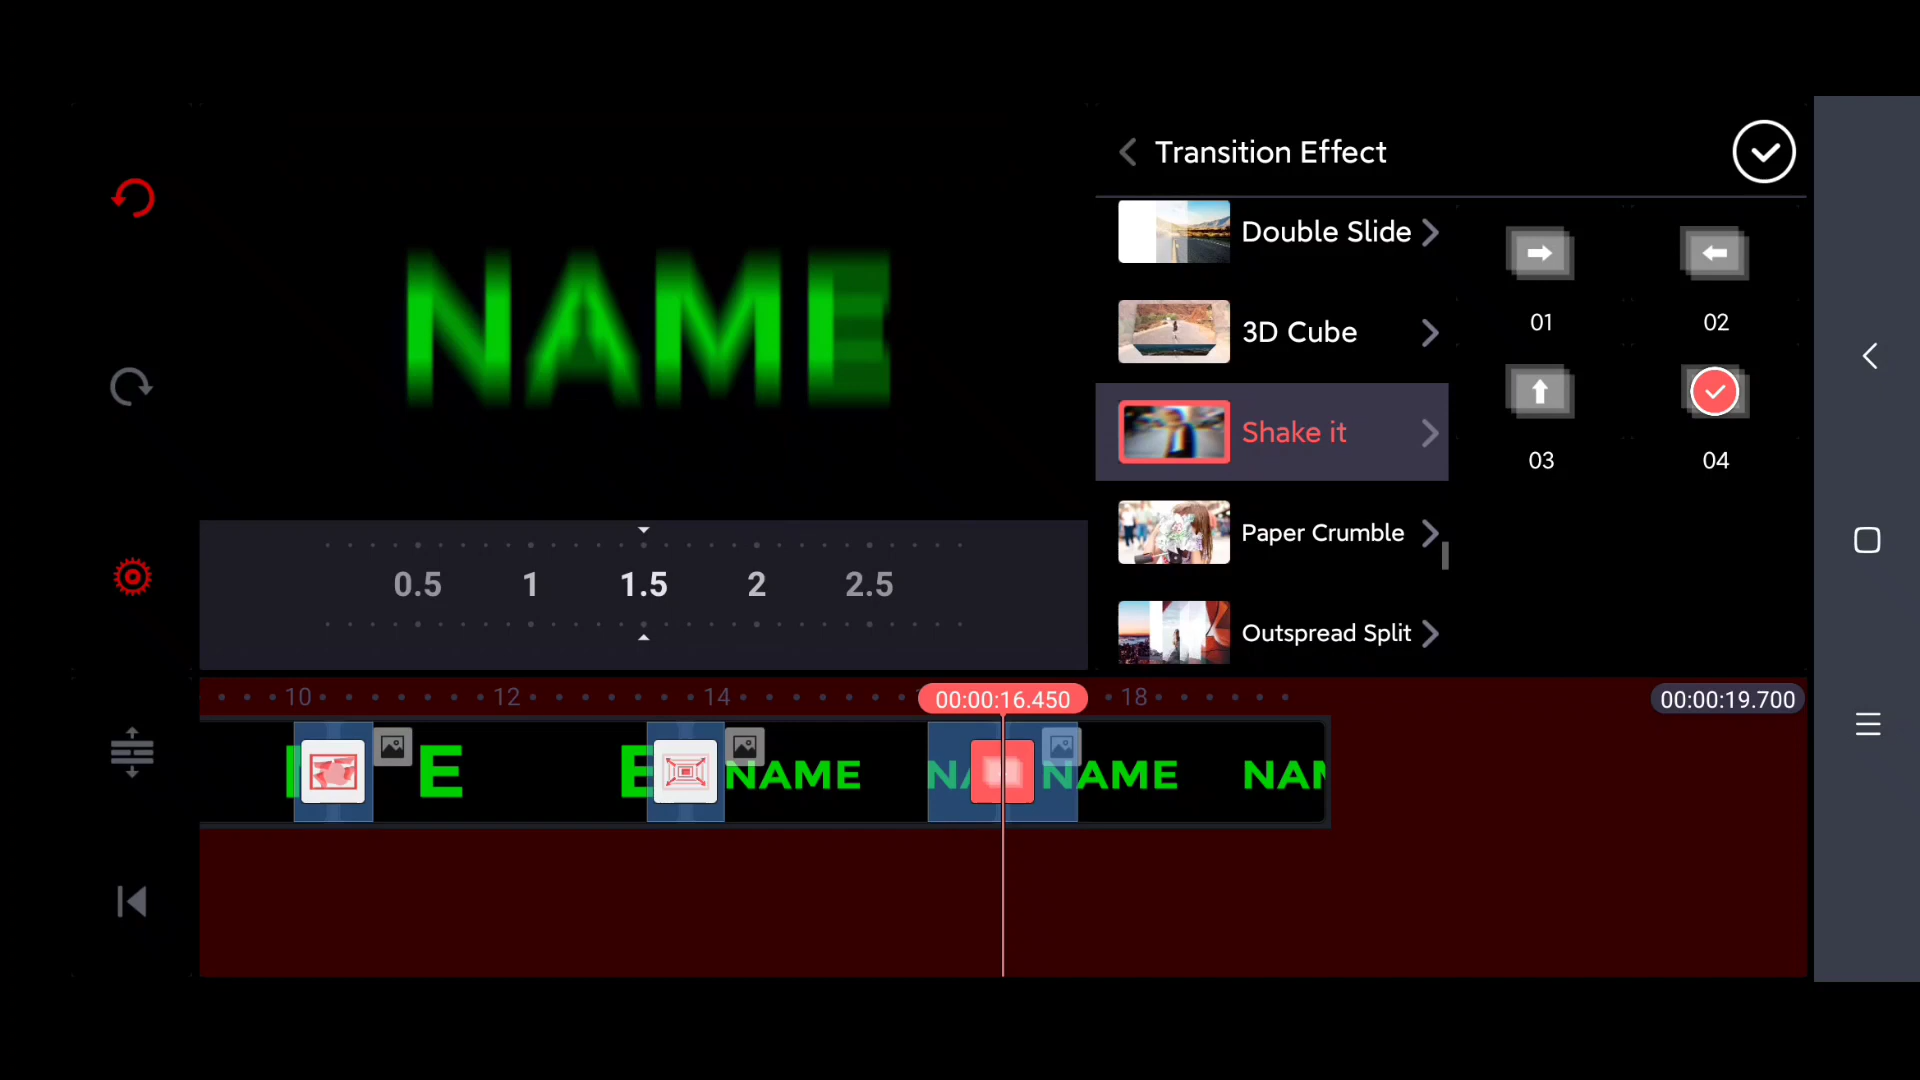 Transition Effect
NAME
Double Slide
3D Cube
Shake it
Paper Crumble
Outspread Split
01
02
03
04
0.5 1 1.5 2 2.5
10 12 14 00:00:16.450 18 00:00:19.700
E E NAME NA NAME NAM